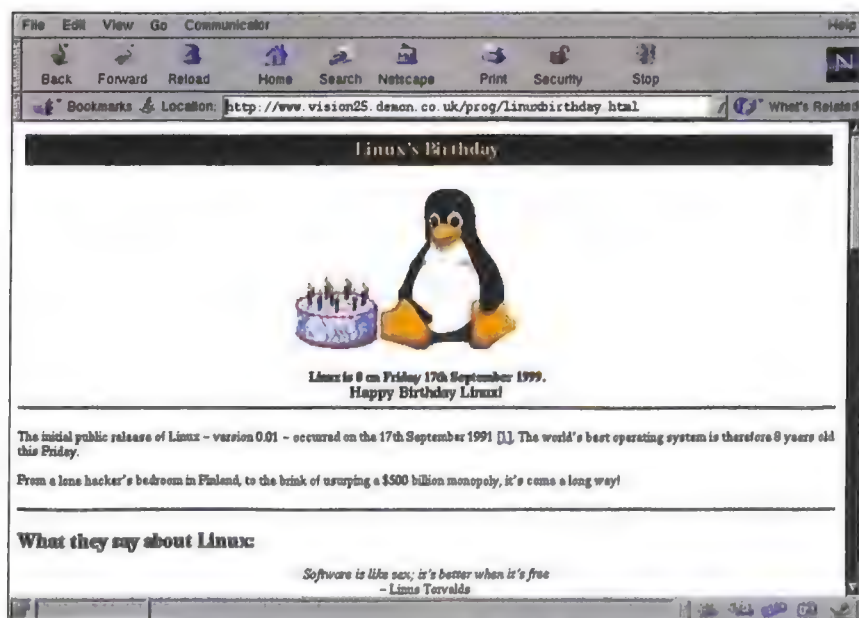 File Edit View Go Communicator Help
Back Forward Reload Home Search Netscape Print Security Stop
N
Bookmarks Location: http://www.vision25.demon.co.uk/prog/linuxbirthday.html What's Related
Linux's Birthday
Linux is 8 on Friday 17th September 1999.
Happy Birthday Linux!
The initial public release of Linux – version 0.01 – occurred on the 17th September 1991 [1]. The world's best operating system is therefore 8 years old
this Friday.
From a lone hacker's bedroom in Finland, to the brink of usurping a $500 billion monopoly, it's come a long way!
What they say about Linux:
Software is like sex; it's better when it's free
– Linus Torvalds